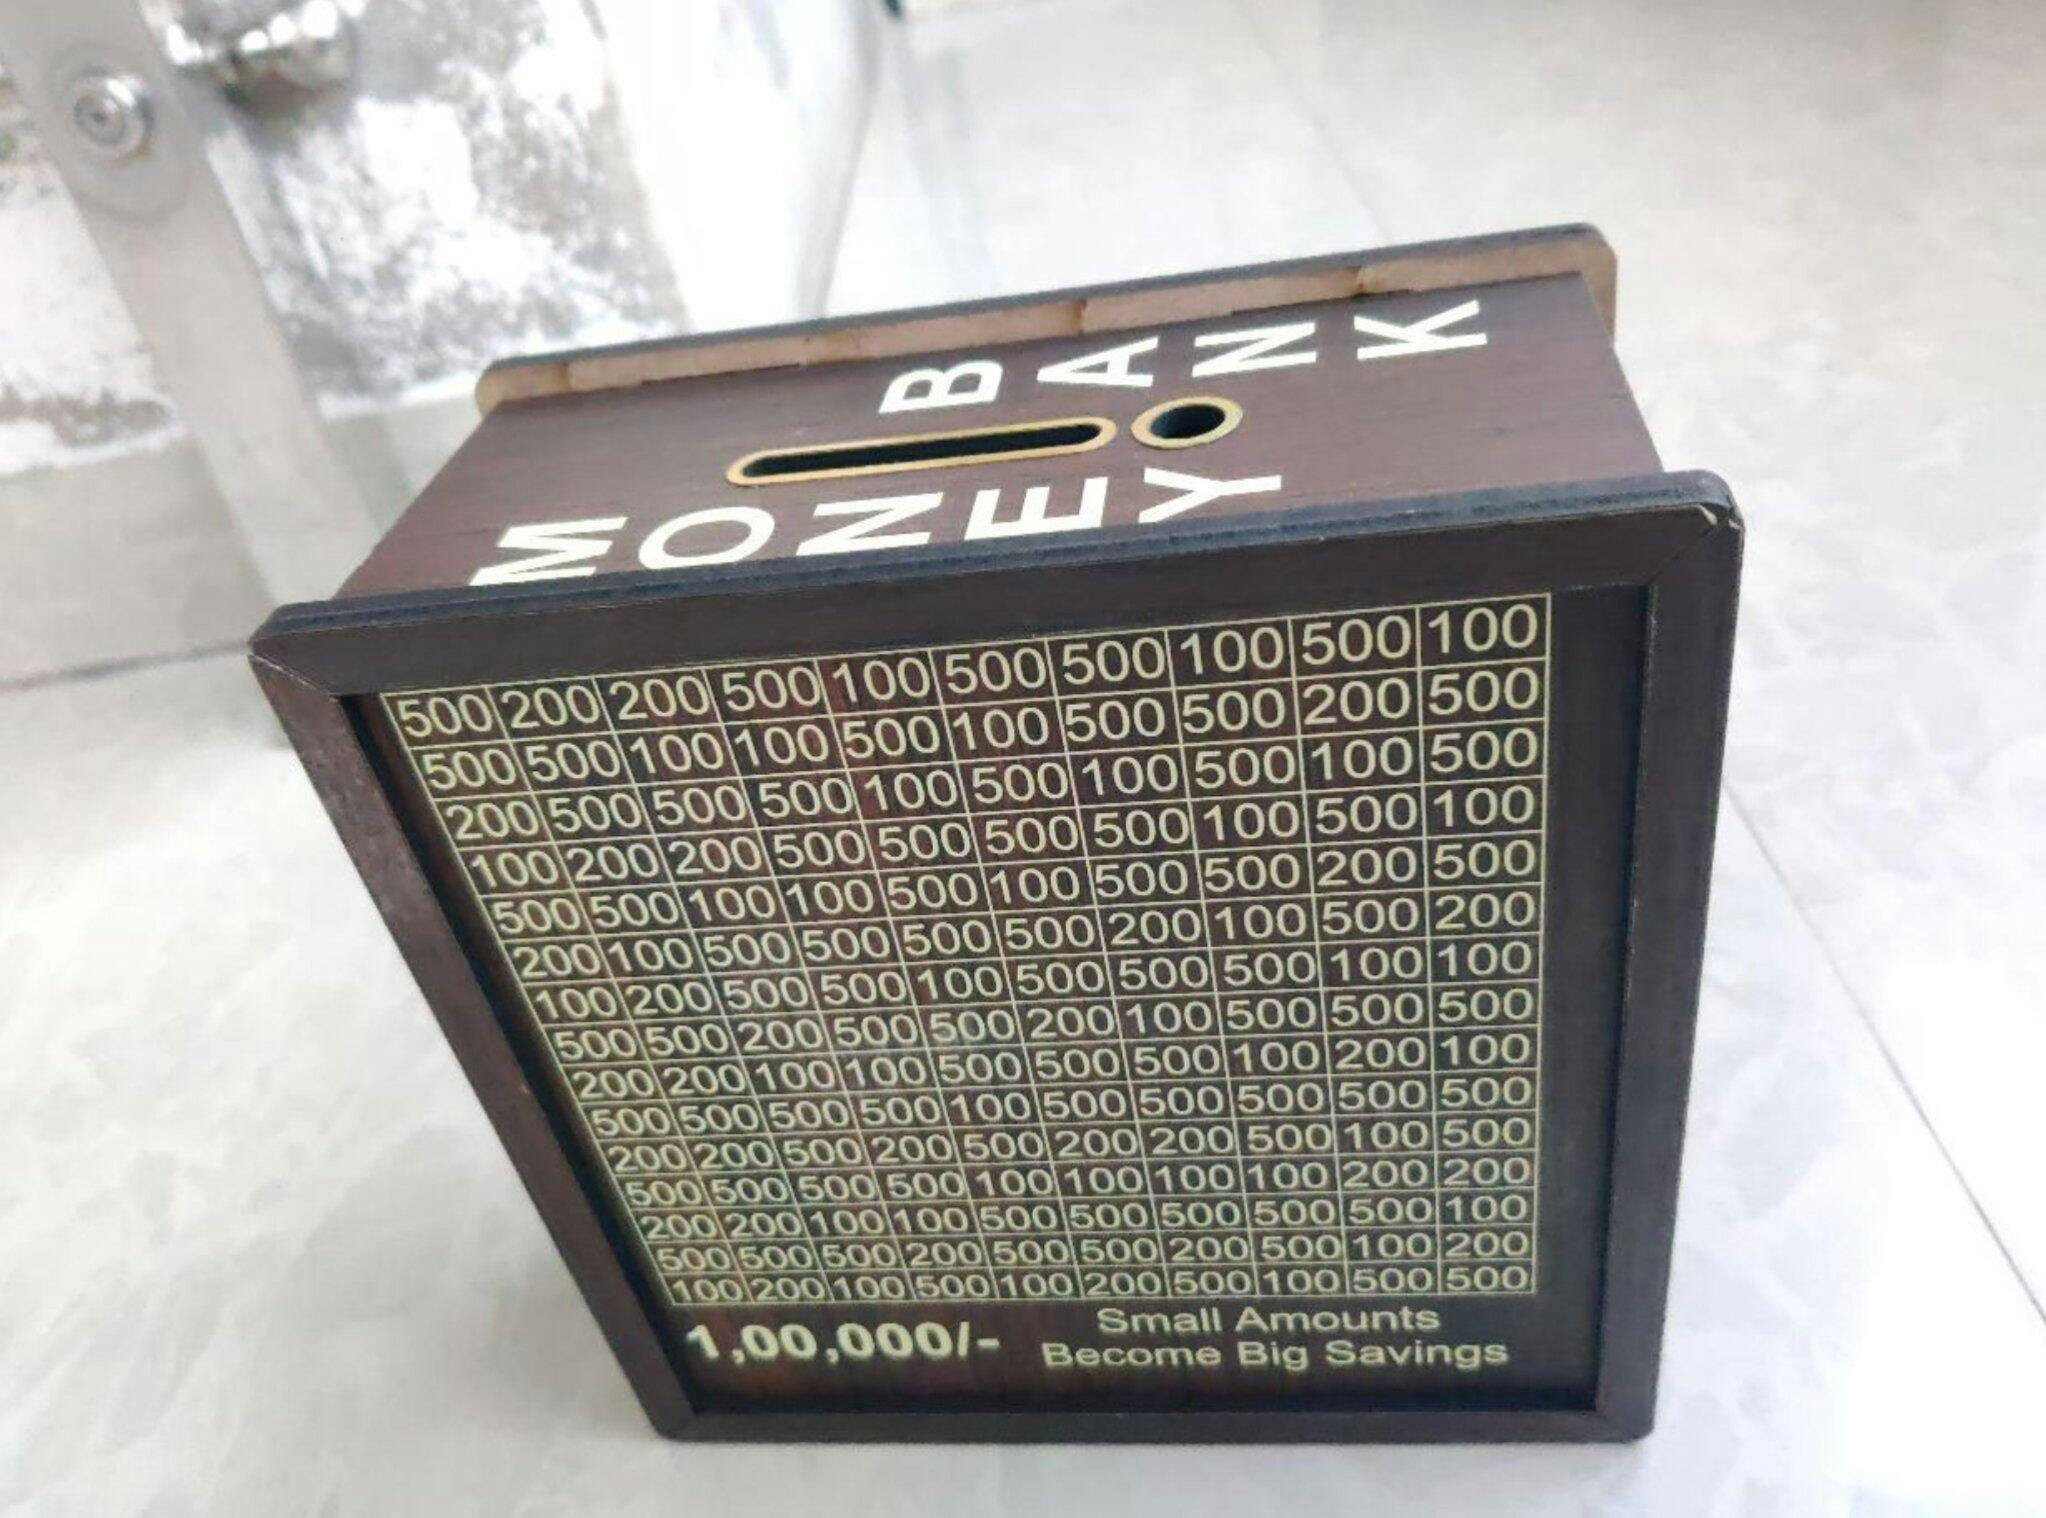 BANK
MONEY
500 200 200 500 100 500 500 100 500 100
500 500 100 100 500 100 500 500 200 500
200 500 500 500 100 500 100 500 100 500
100 200 200 500 500 500 500 100 500 100
500 500 100 100 500 100 500 500 200 500
200 100 500 500 500 500 200 100 500 200
100 200 500 500 100 500 500 500 100 100
500 500 200 500 500 200 100 500 500 500
200 200 100 100 500 500 500 100 200 100
500 500 500 500 100 500 500 500 500 500
200 200 500 200 500 200 200 500 100 500
500 500 500 500 100 100 100 100 200 200
200 200 100 100 500 500 500 500 500 100
500 500 500 200 500 500 200 500 100 200
100 200 100 500 100 200 500 100 500 500
1,00,000/-
Small Amounts
Become Big Savings